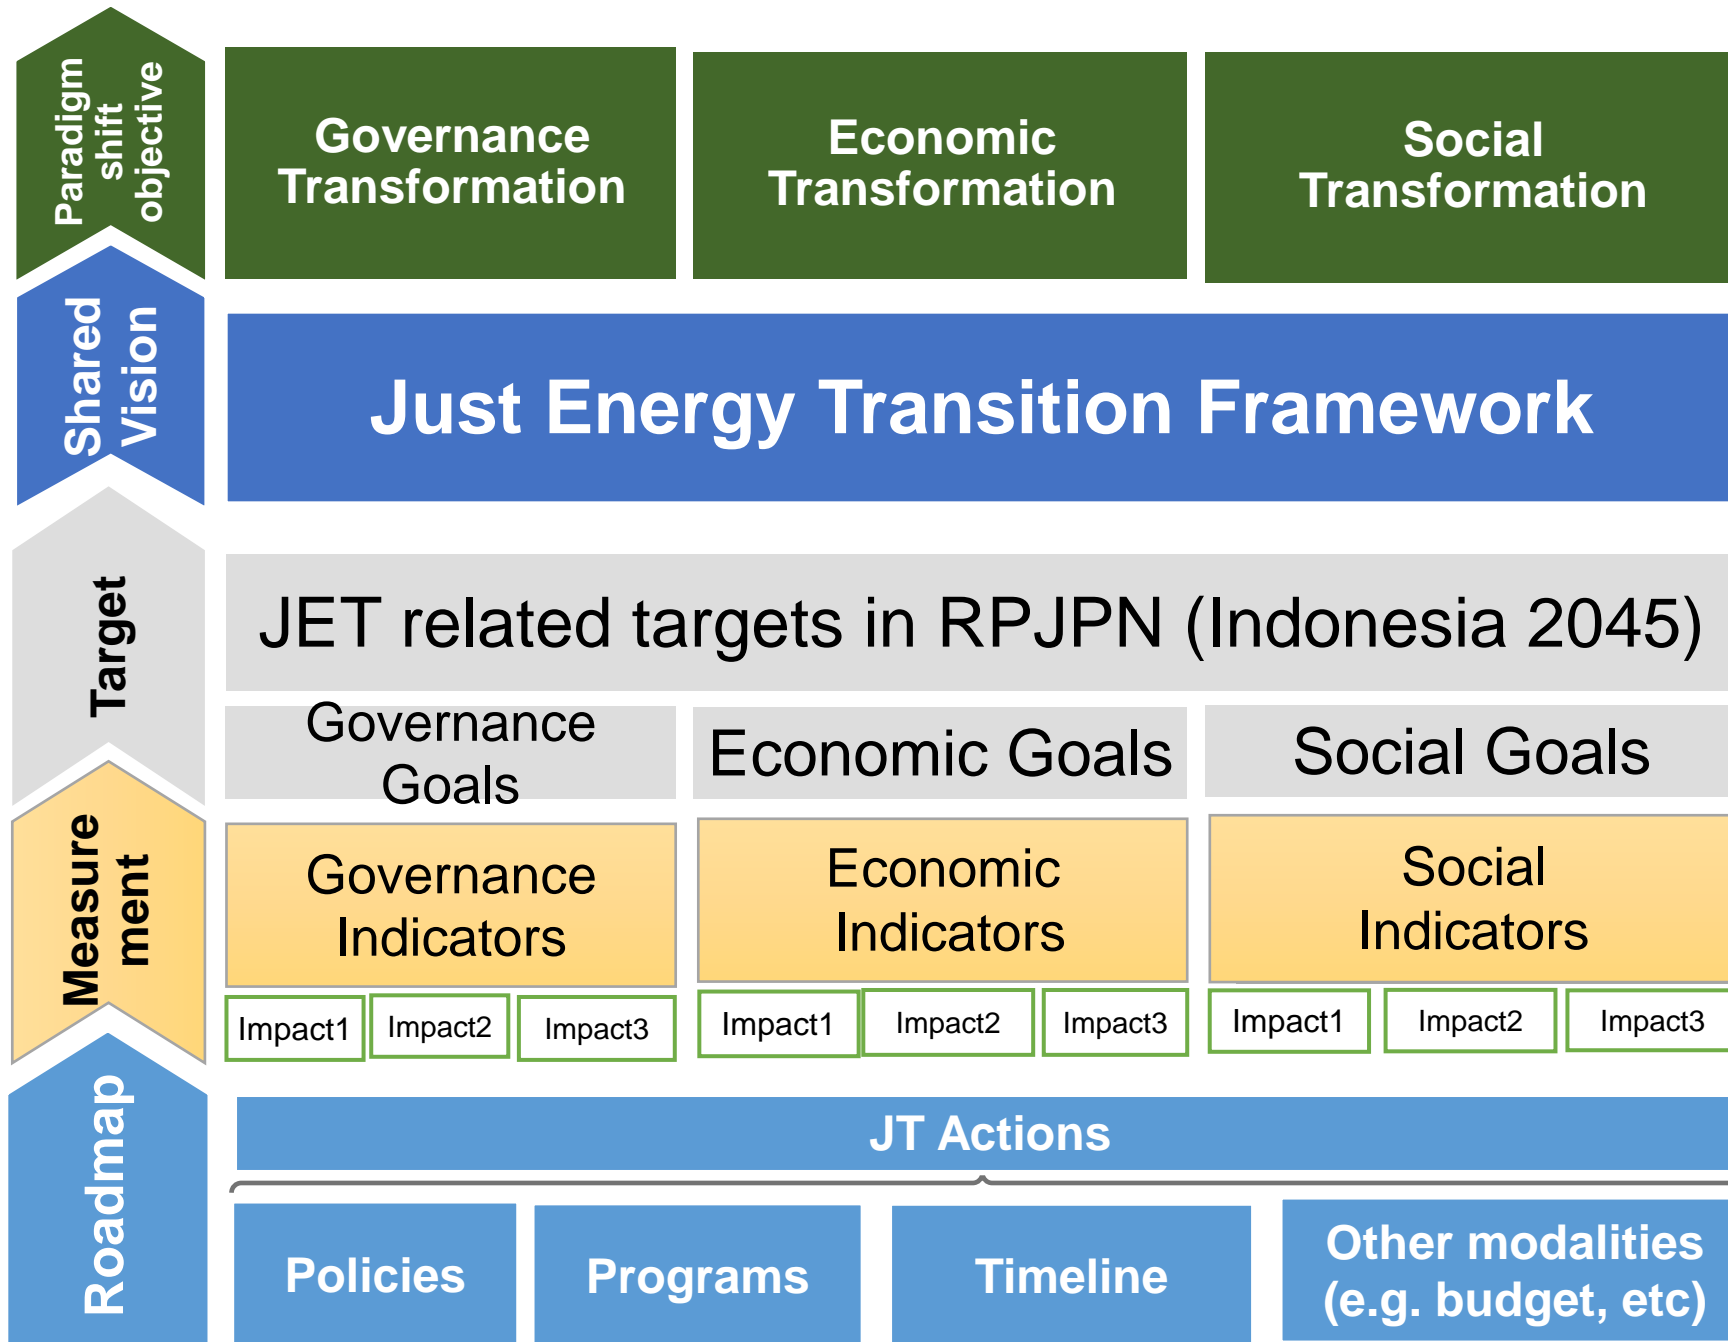 Paradigm
shift
objective
Governance
Transformation
Economic
Transformation
Social
Transformation
Shared
Vision
Just Energy Transition Framework
Target
JET related targets in RPJPN (Indonesia 2045)
Governance
Goals
Economic Goals
Social Goals
Measure
ment
Governance
Indicators
Economic
Indicators
Social
Indicators
Impact1
Impact2
Impact3
Impact1
Impact2
Impact3
Impact1
Impact2
Impact3
Roadmap
JT Actions
Policies
Programs
Timeline
Other modalities
(e.g. budget, etc)